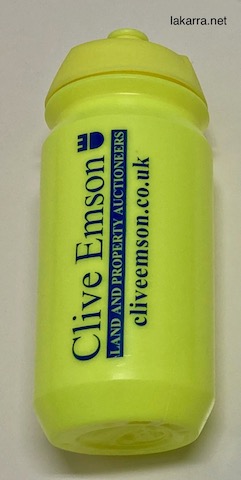 lakarra.net
Clive Emson
LAND AND PROPERTY AUCTIONEERS
cliveemson.co.uk